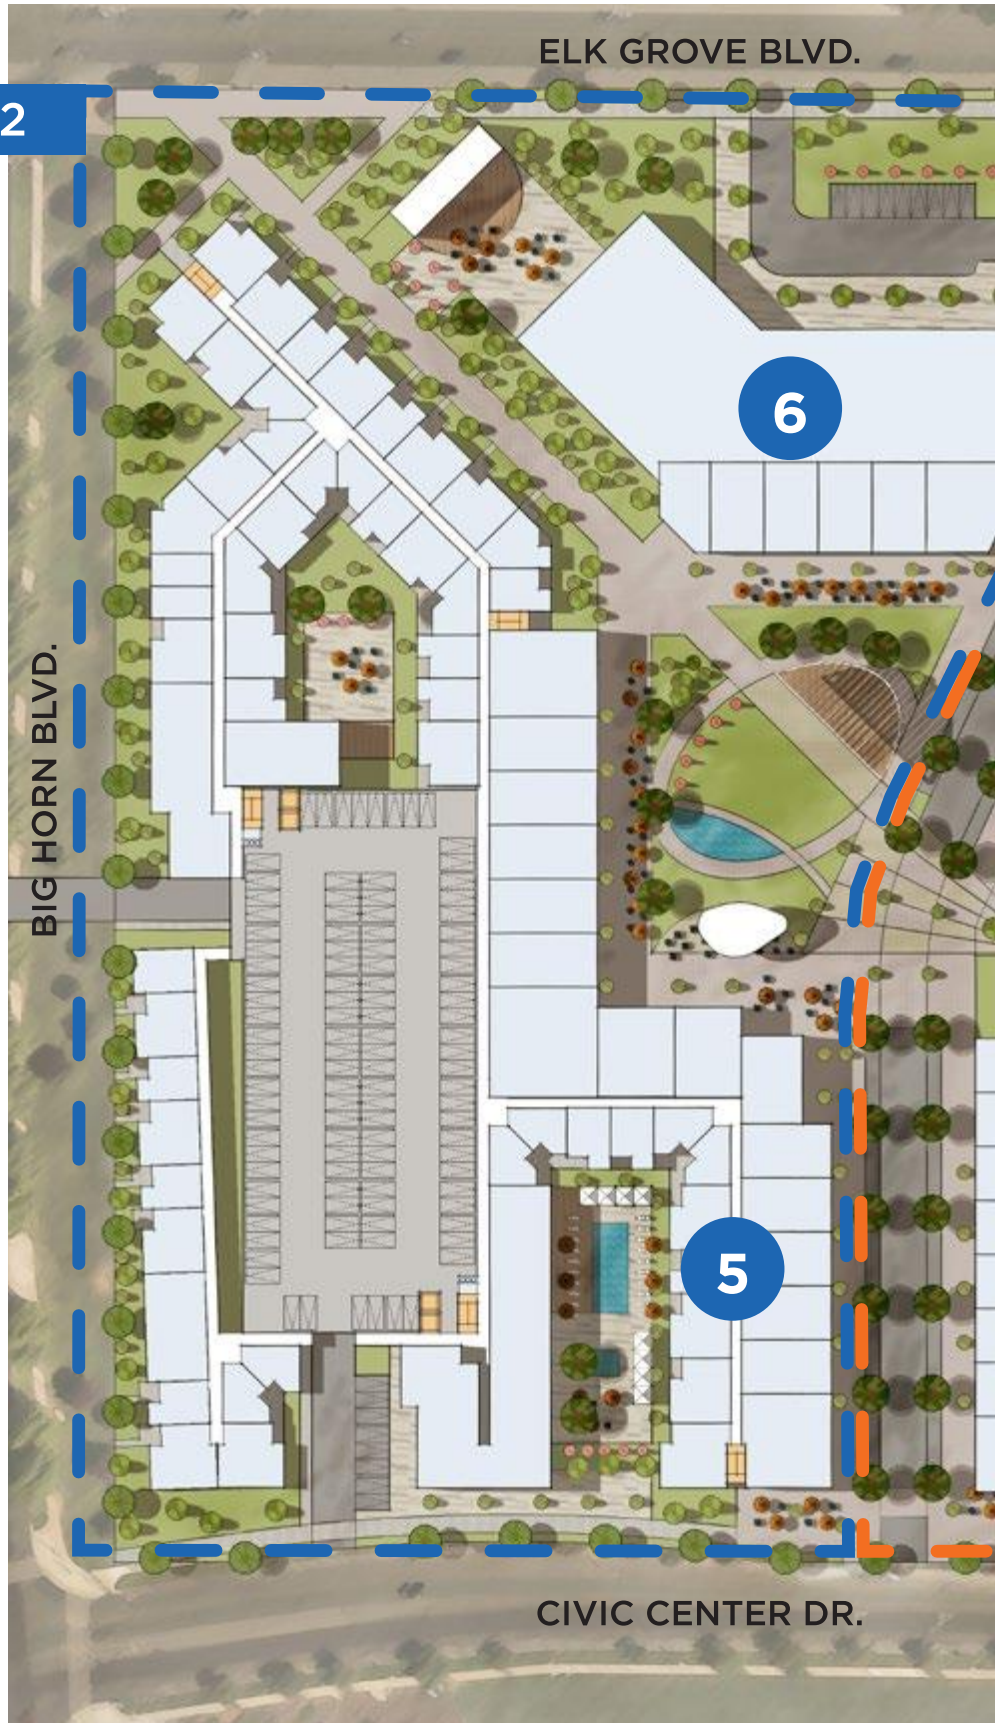 ELK GROVE BLVD.
2
6
BIG HORN BLVD.
5
CIVIC CENTER DR.